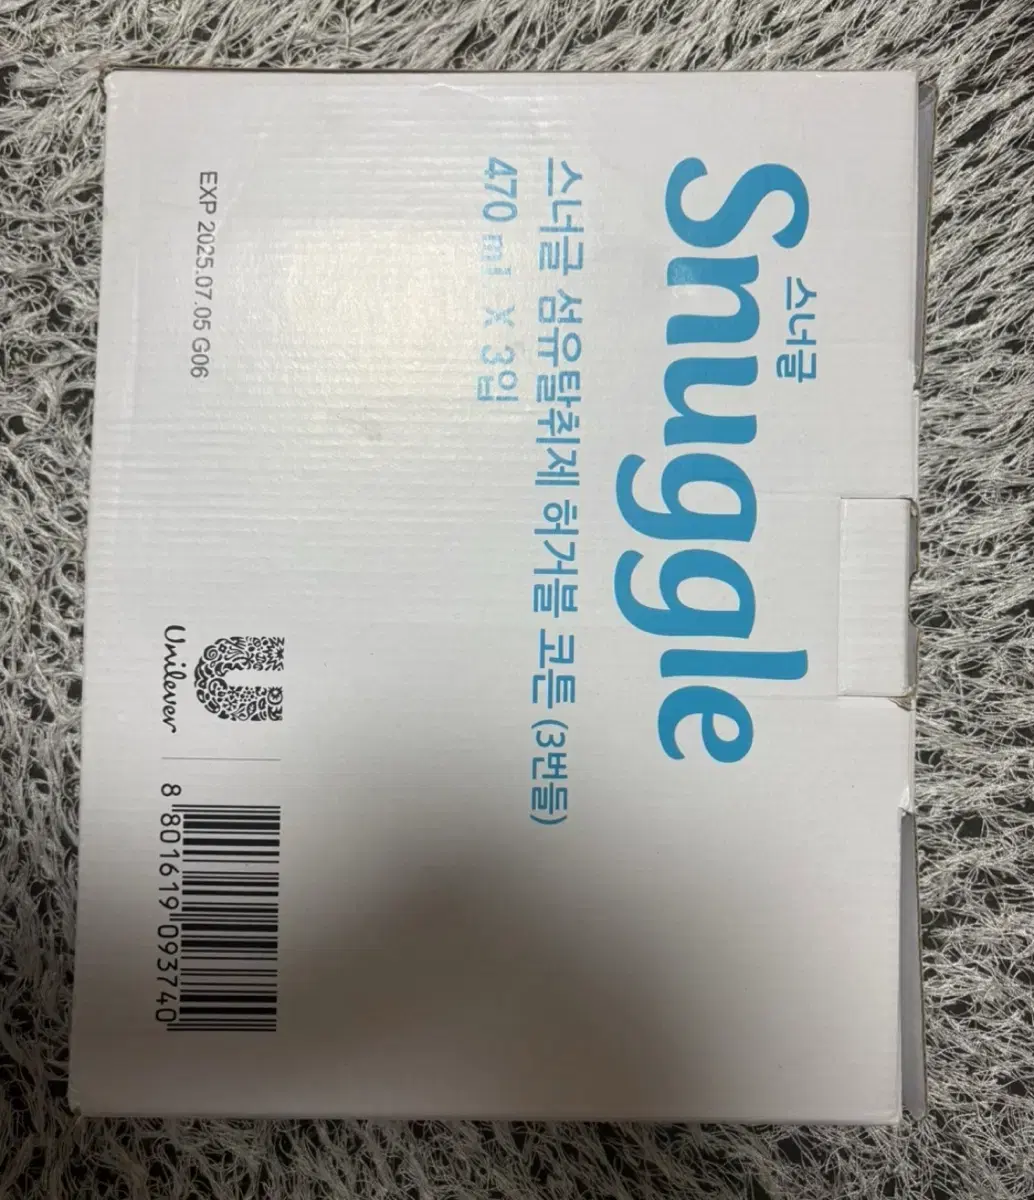 스너글
Snuggle
스너글 섬유탈취제 허거블 코튼 (3번들)
470 ml X 3입
EXP 2025.07.05 G06
Unilever
8 801619 093740